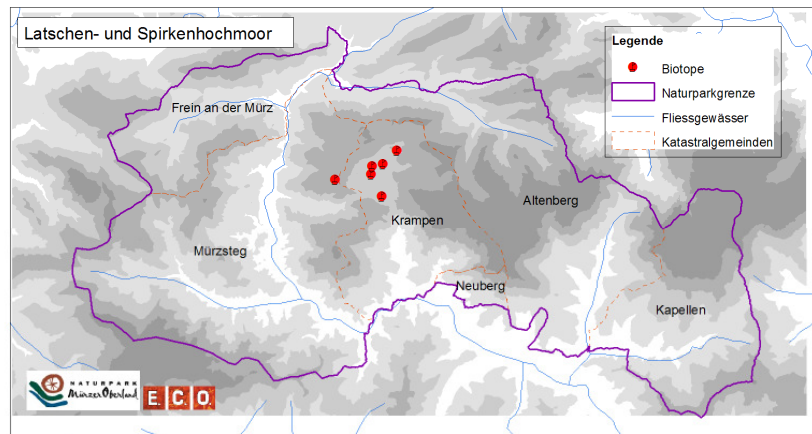 Latschen- und Spirkenhochmoor
Legende
Biotope
Naturparkgrenze
Fliessgewässer
Katastralgemeinden
Frein an der Mürz
Altenberg
Krampen
Mürzsteg
Neuberg
Kapellen
NATURPARK
Mürzer Oberland
E.C.O.